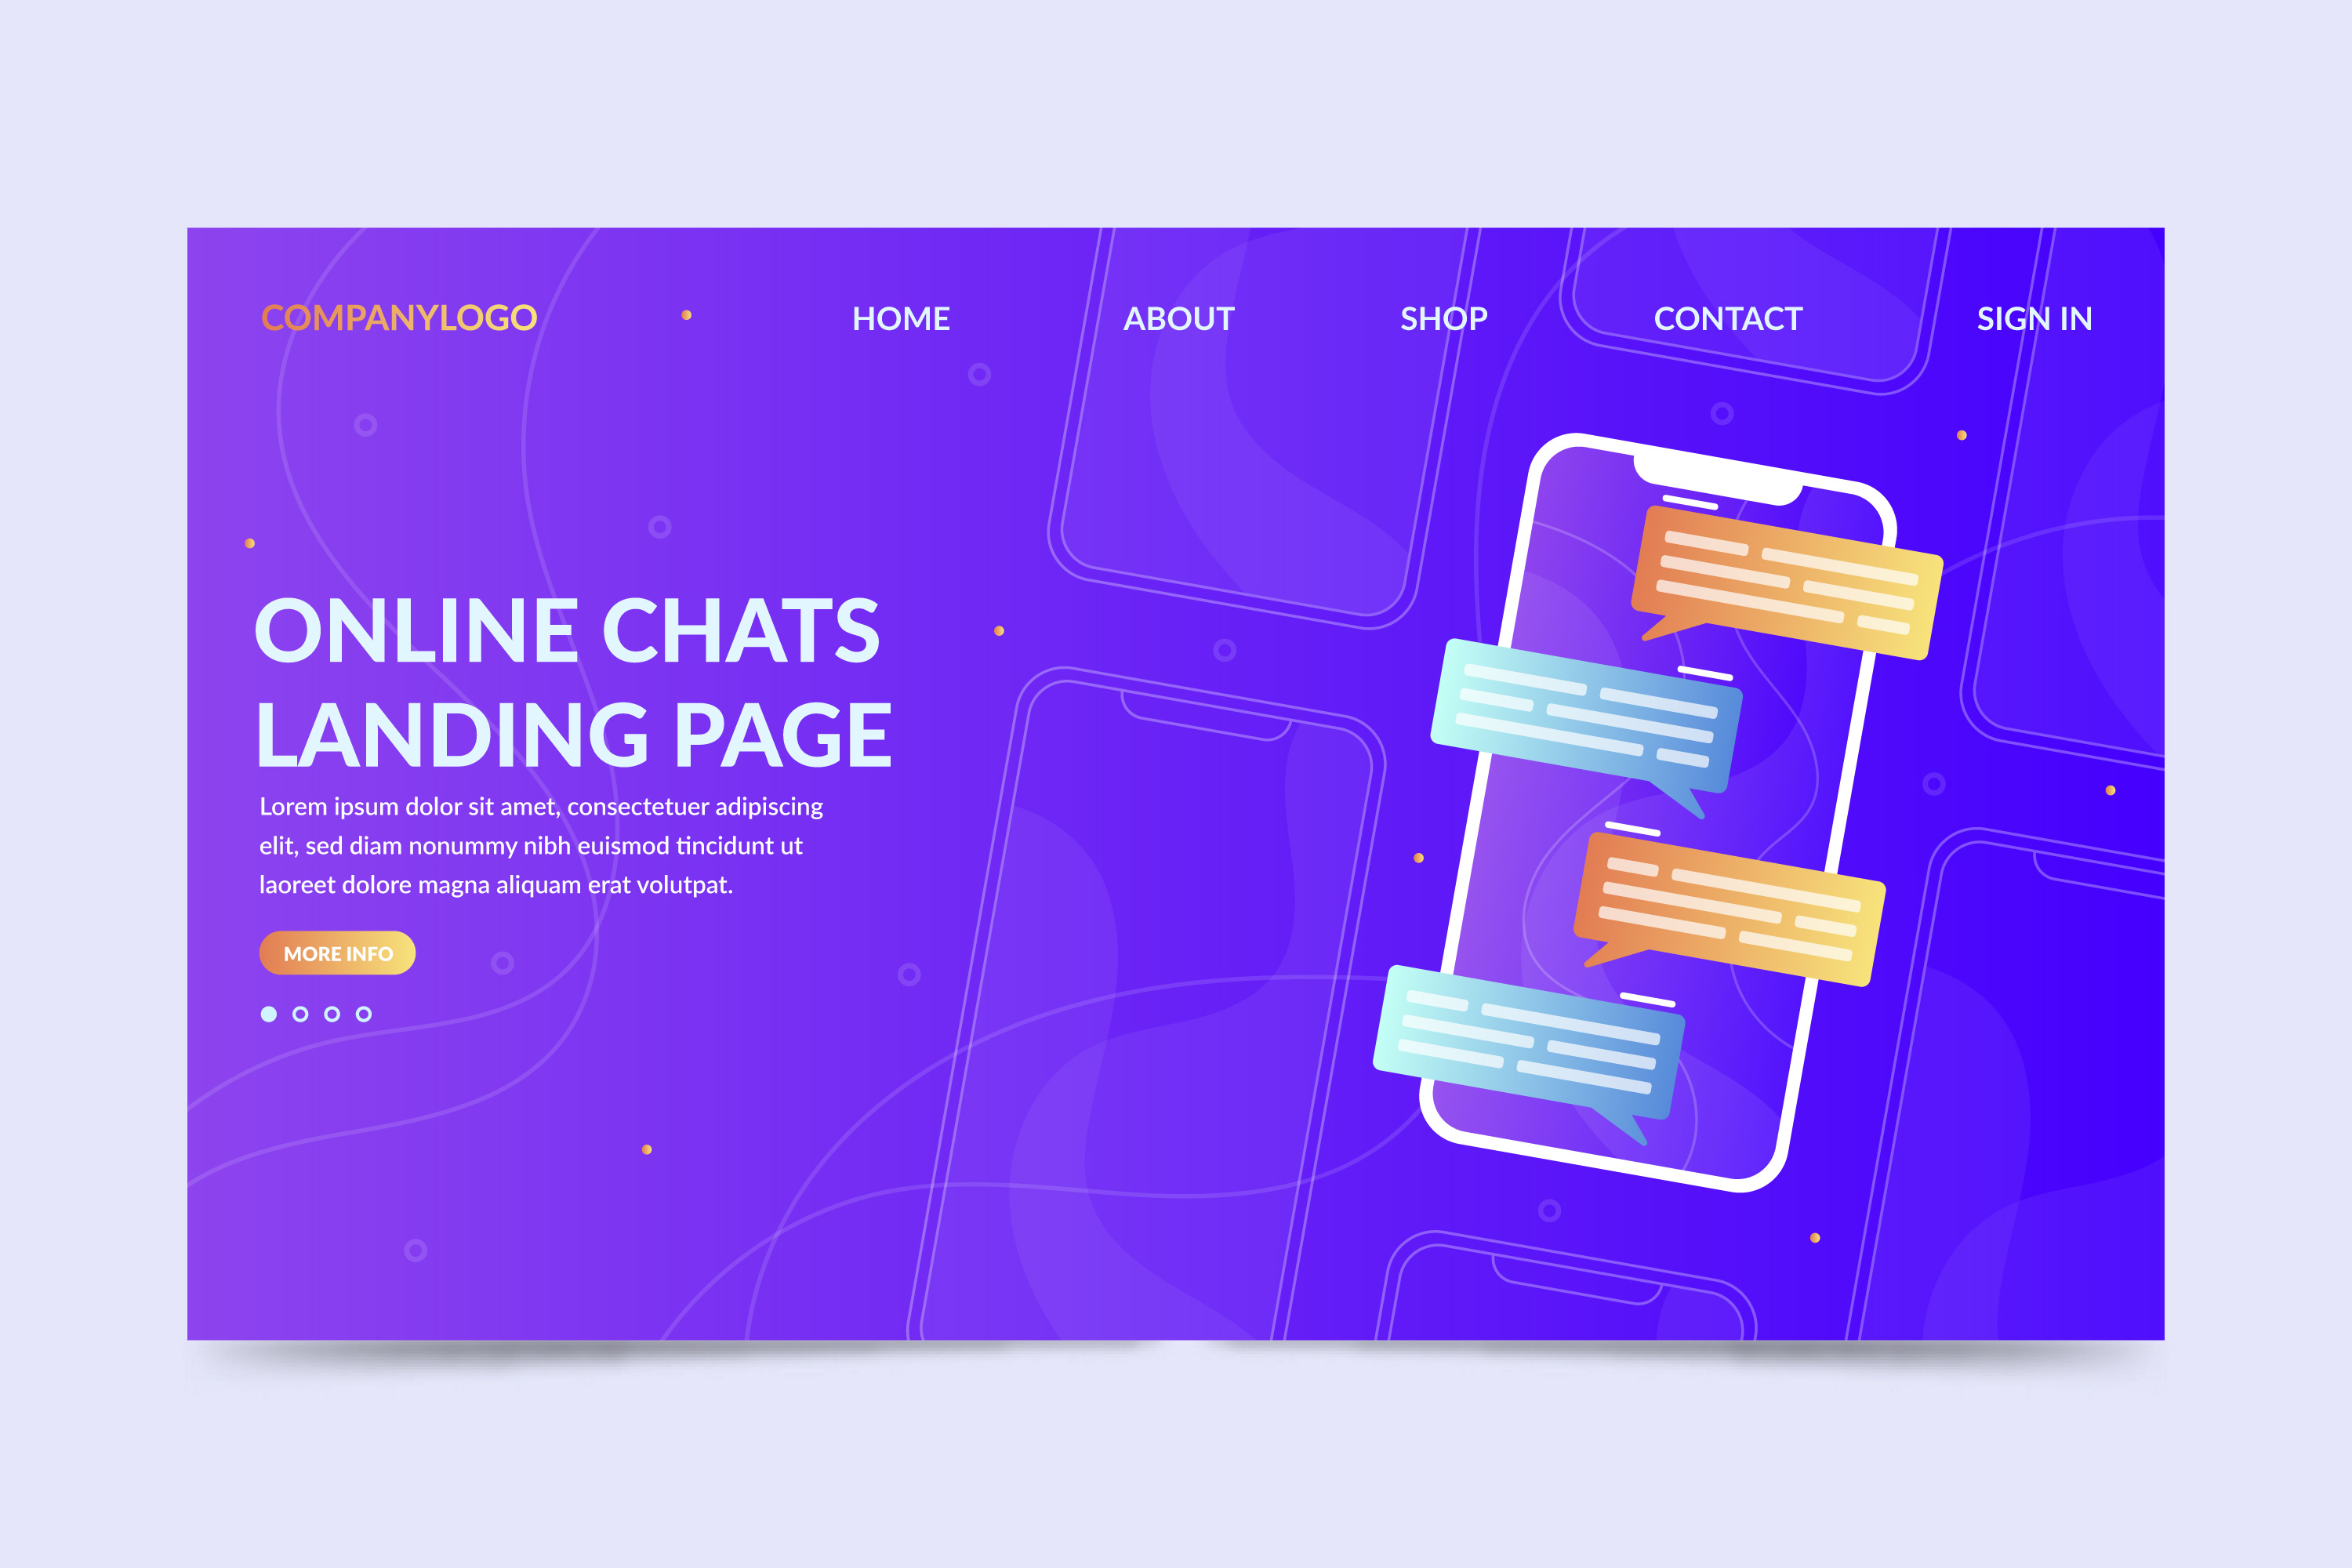 COMPANYLOGO
HOME
ABOUT
SHOP
CONTACT
SIGN IN
ONLINE CHATS
LANDING PAGE
Lorem ipsum dolor sit amet, consectetuer adipiscing
elit, sed diam nonummy nibh euismod tincidunt ut
laoreet dolore magna aliquam erat volutpat.
MORE INFO